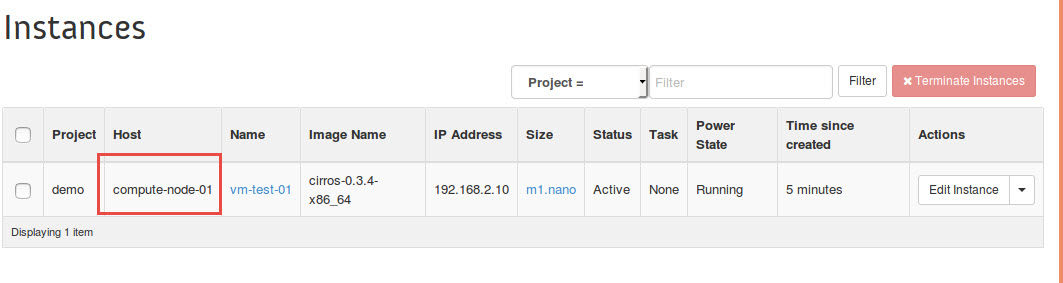 Instances
Project = Filter Filter × Terminate Instances
Project Host Name Image Name IP Address Size Status Task Power State Time since created Actions
demo compute-node-01 vm-test-01 cirros-0.3.4-x86_64 192.168.2.10 m1.nano Active None Running 5 minutes Edit Instance
Displaying 1 item